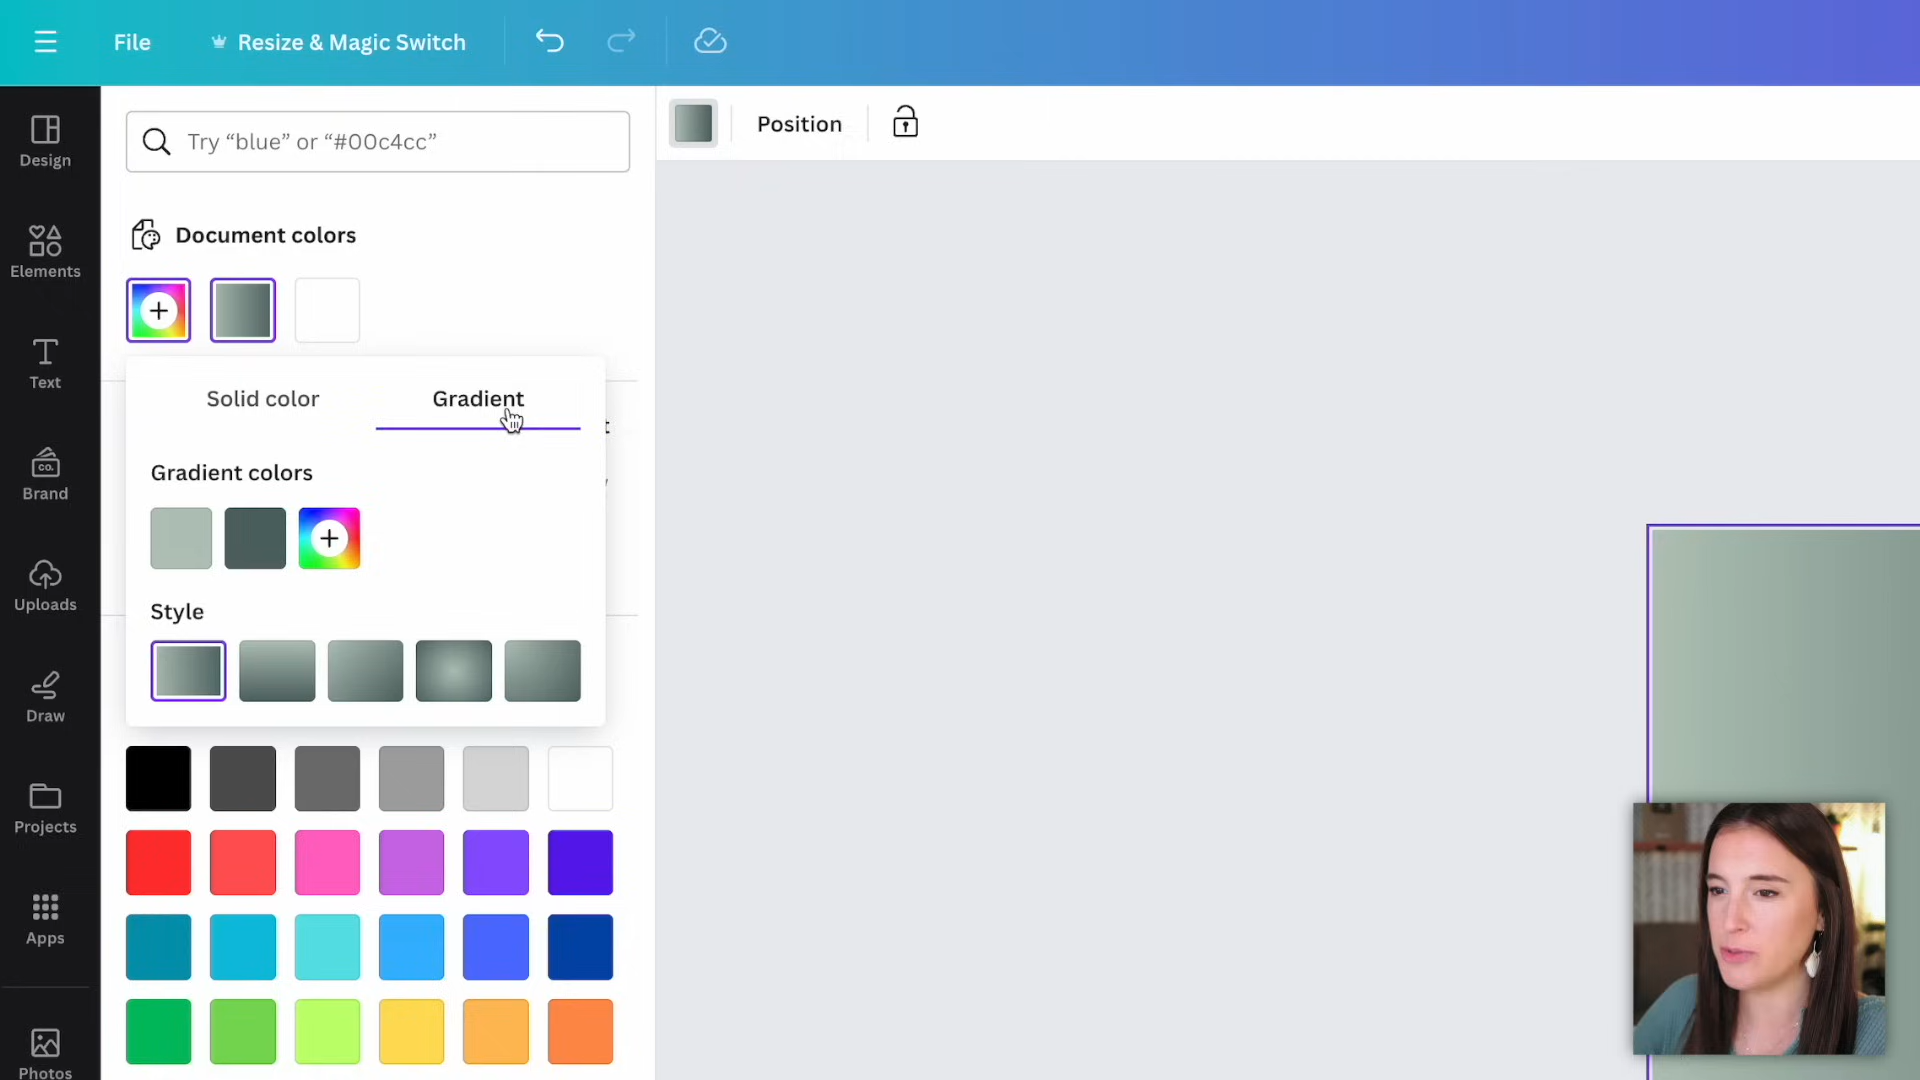 File
Resize & Magic Switch
Design
Elements
Text
Brand
CO.
Uploads
Draw
Projects
Apps
Photos
Try “blue” or “#00c4cc”
Position
Document colors
Solid color
Gradient
Gradient colors
Style